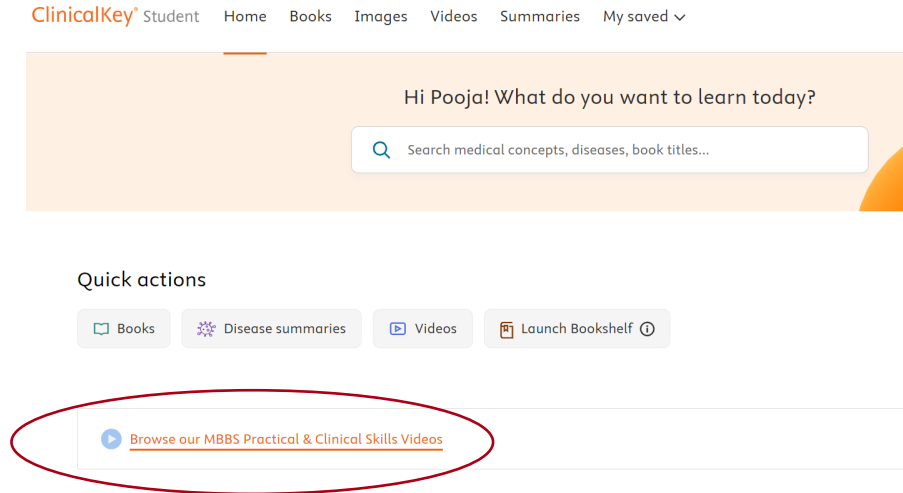 ClinicalKey® Student Home Books Images Videos Summaries My saved
Hi Pooja! What do you want to learn today?
Search medical concepts, diseases, book titles...
Quick actions
Books Disease summaries Videos Launch Bookshelf
Browse our MBBS Practical & Clinical Skills Videos